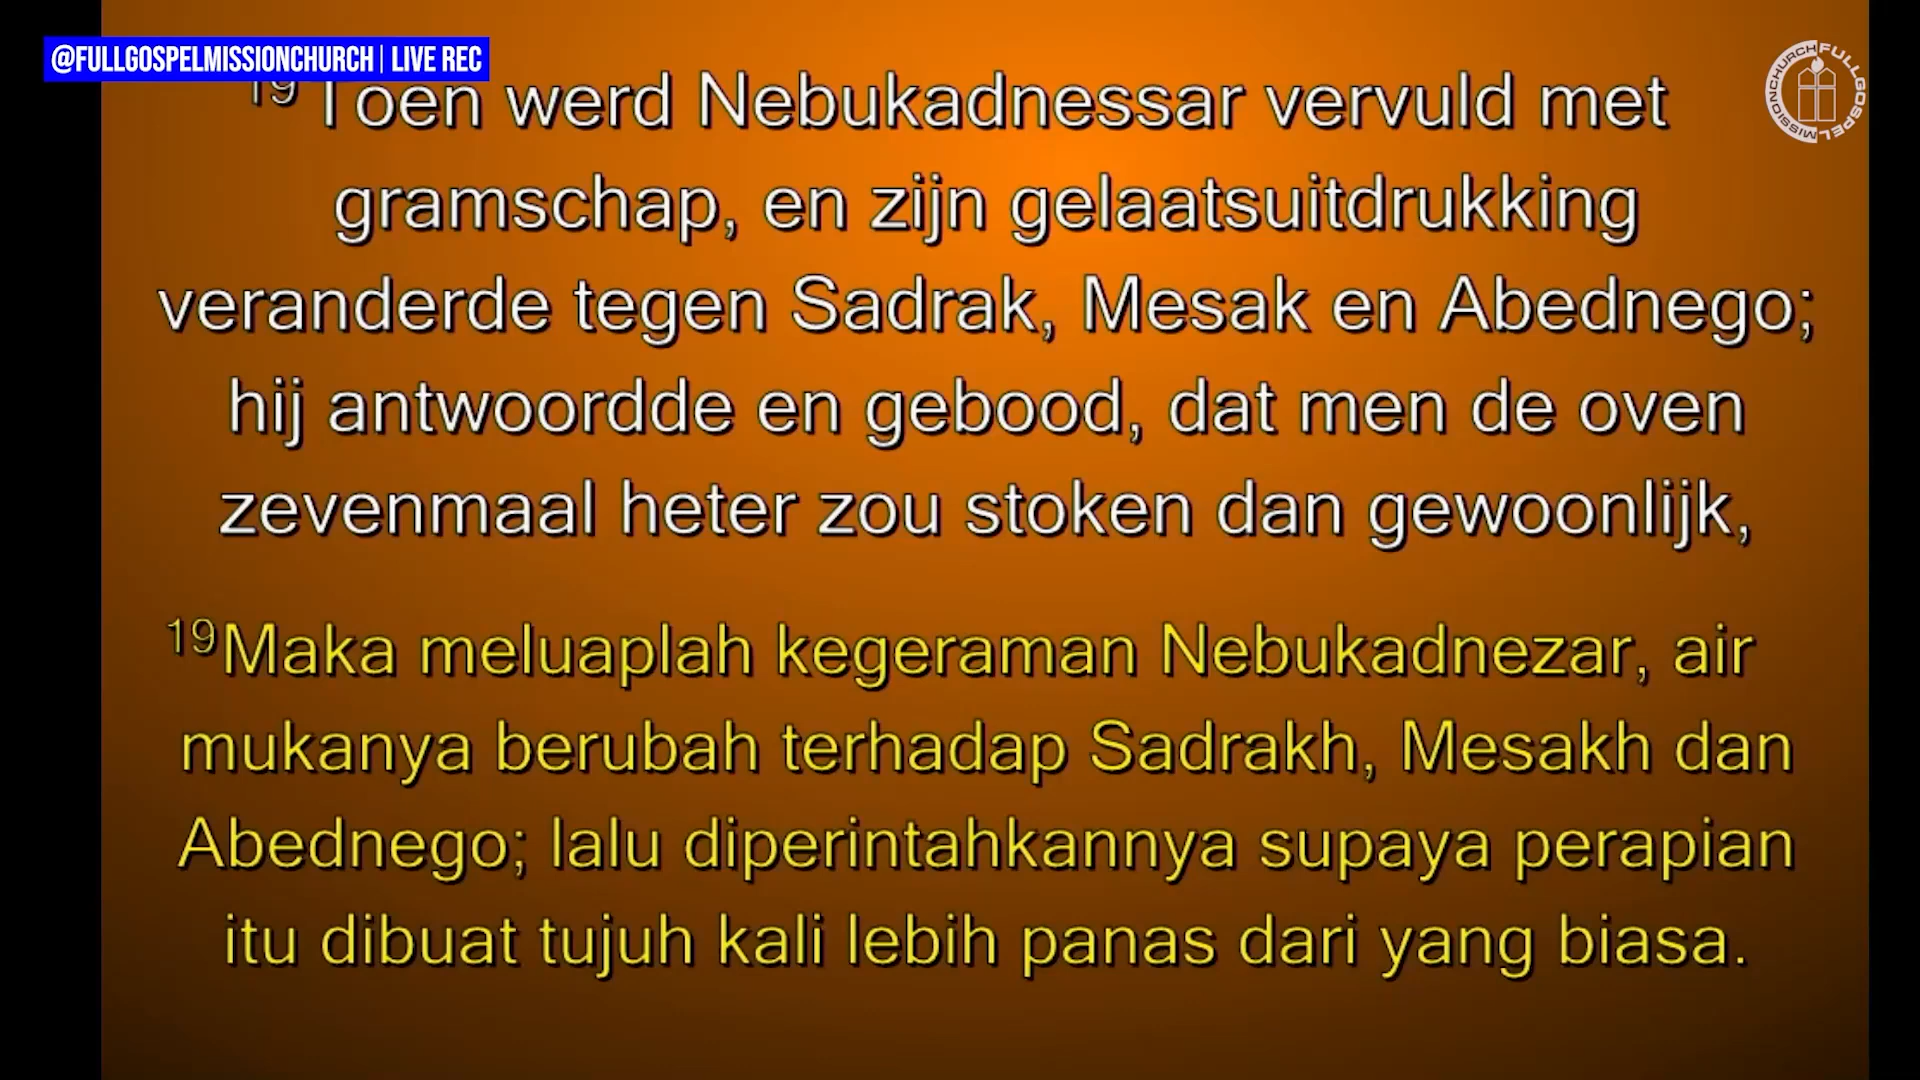 @FULLGOSPELMISSIONCHURCH | LIVE REC
FULLGOSPEL MISSIONCHURCH
19 Toen werd Nebukadnessar vervuld met
gramschap, en zijn gelaatsuitdrukking
veranderde tegen Sadrak, Mesak en Abednego;
hij antwoordde en gebood, dat men de oven
zevenmaal heter zou stoken dan gewoonlijk,
19Maka meluaplah kegeraman Nebukadnezar, air
mukanya berubah terhadap Sadrakh, Mesakh dan
Abednego; lalu diperintahkannya supaya perapian
itu dibuat tujuh kali lebih panas dari yang biasa.